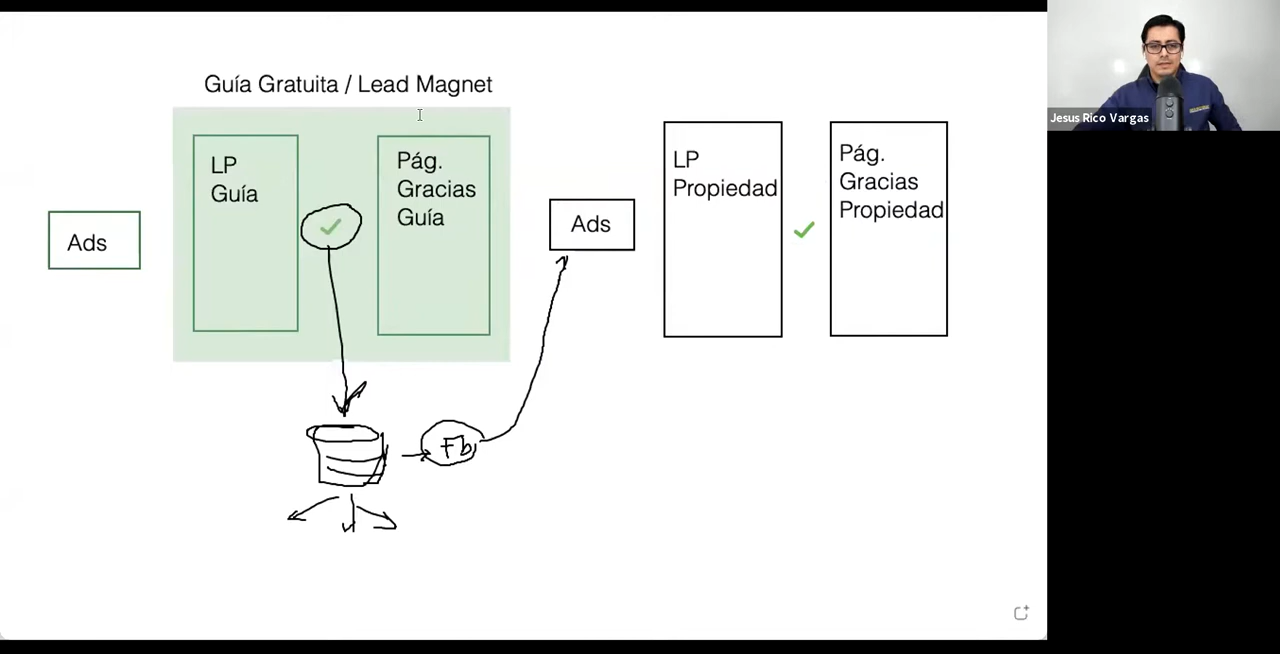 Guía Gratuita / Lead Magnet
LP
Guía
Pág.
Gracias
Guía
Ads
Ads
LP
Propiedad
Pág.
Gracias
Propiedad
Fb
Jesus Rico Vargas